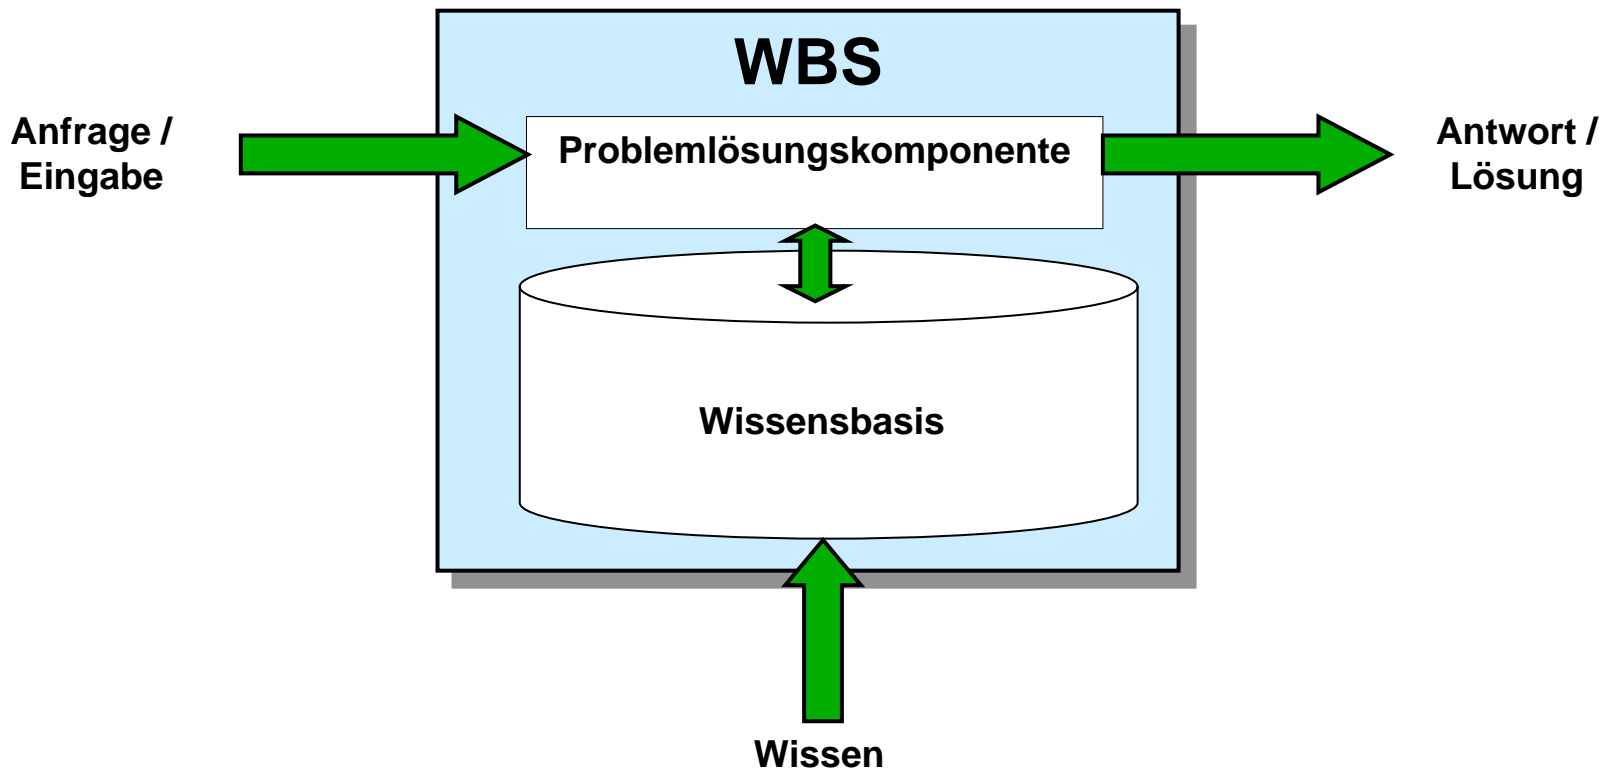 WBS
Anfrage /
Eingabe
Problemlösungskomponente
Antwort /
Lösung
Wissensbasis
Wissen